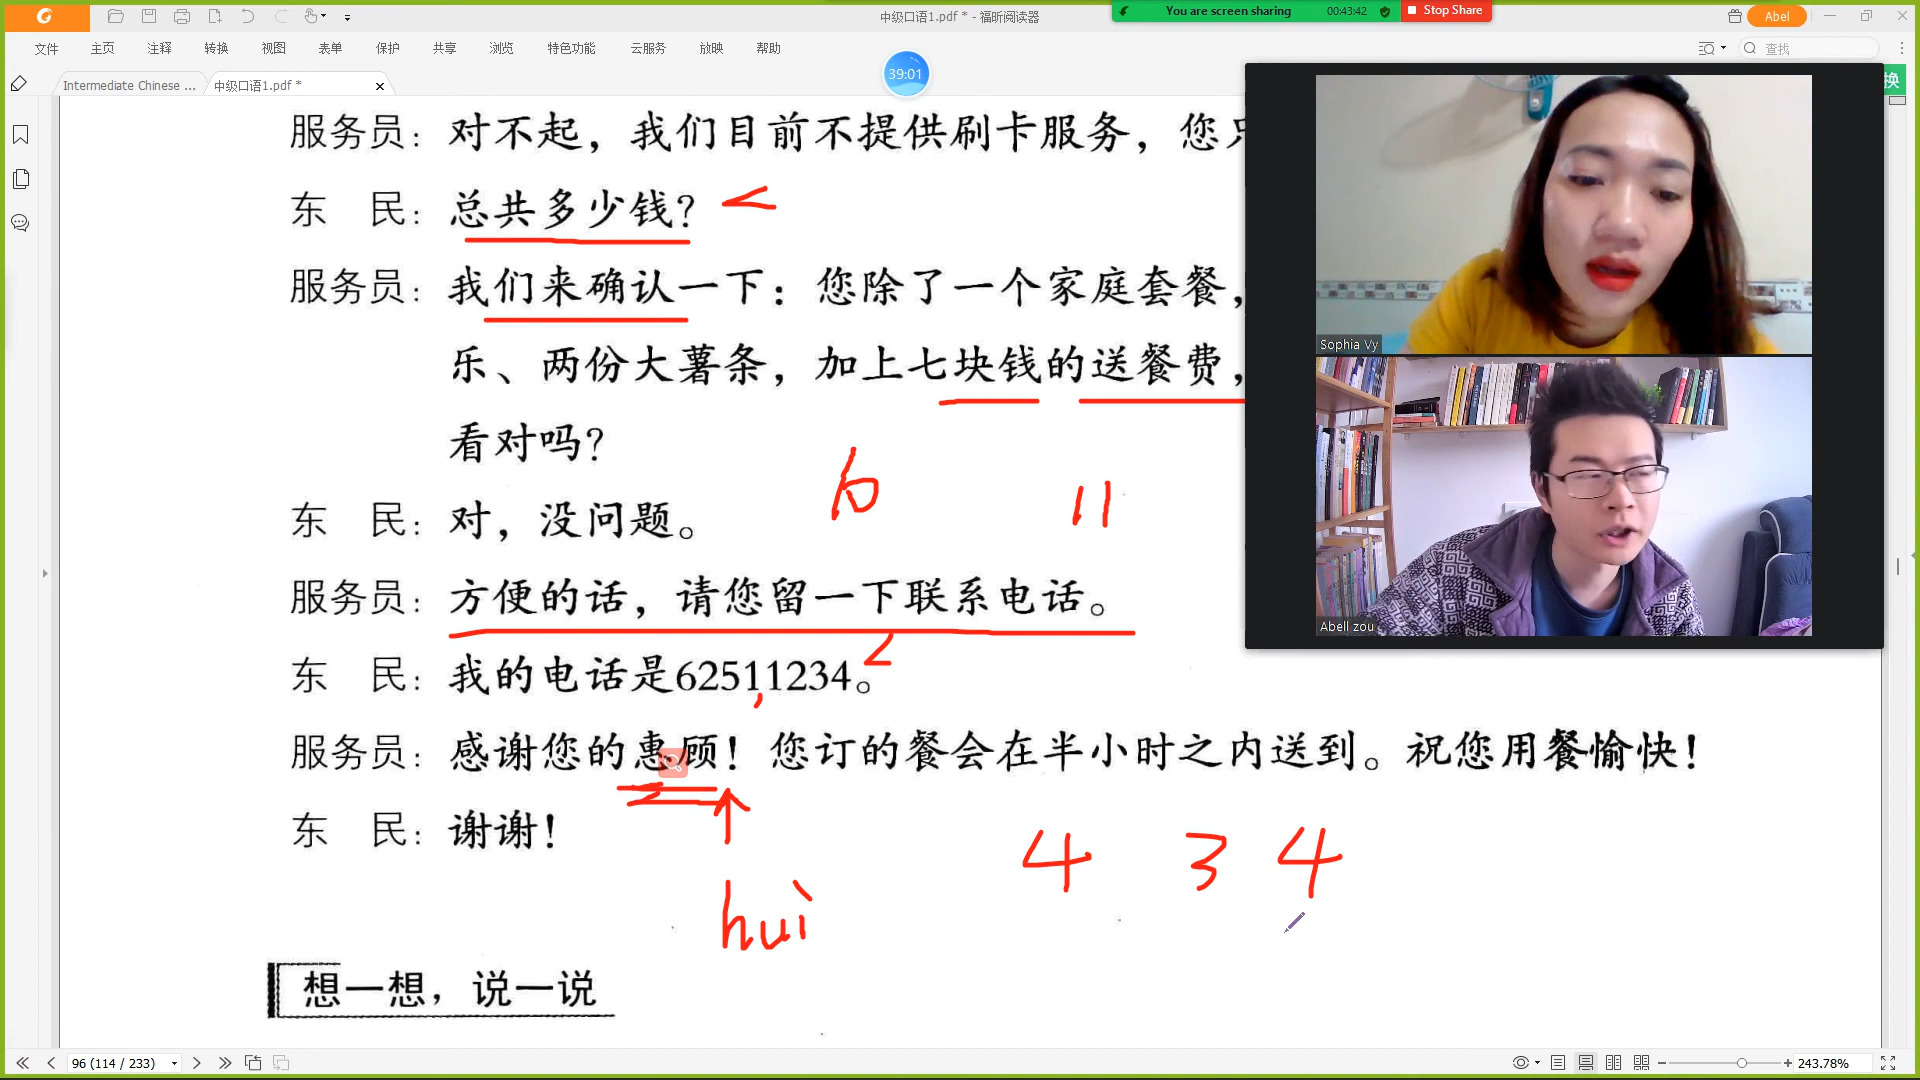 中级口语1.pdf * - 福昕阅读器
You are screen sharing 00:43:42 Stop Share
Abel
文件 主页 注释 转换 视图 表单 保护 共享 浏览 特色功能 云服务 放映 帮助
查找
39:01
Intermediate Chinese ... 中级口语1.pdf *
换
服务员：对不起，我们目前不提供刷卡服务，您只
东 民：总共多少钱？
服务员：我们来确认一下：您除了一个家庭套餐，
乐、两份大薯条，加上七块钱的送餐费，
看对吗？
东 民：对，没问题。
服务员：方便的话，请您留一下联系电话。
东 民：我的电话是62511234。
服务员：感谢您的惠顾！您订的餐会在半小时之内送到。祝您用餐愉快！
东 民：谢谢！
4 3 4
hui
想一想，说一说
Sophia Vy
Abell zou
96 (114 / 233)
243.78%